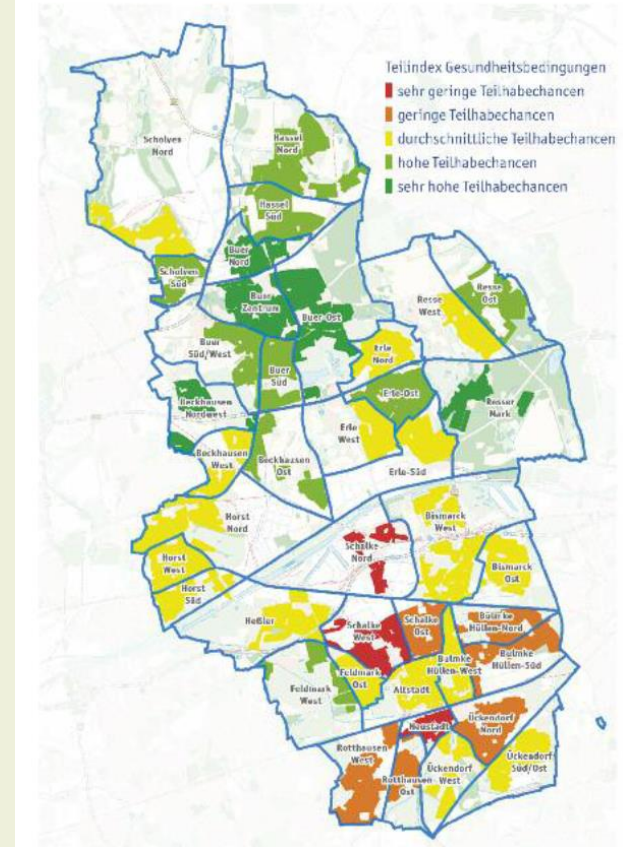 Teilindex Gesundheitsbedingungen
sehr geringe Teilhabechancen
geringe Teilhabechancen
durchschnittliche Teilhabechancen
hohe Teilhabechancen
sehr hohe Teilhabechancen
Scholven
Nord
Hassel
Nord
Hassel
Süd
Buer
Nord
Scholven
Süd
Buer
Zentrum
Buer-Ost
Resse
West
Resse
Ost
Buer
Süd/West
Buer
Süd
Erle
Nord
Erle-Ost
Resser
Mark
Beckhausen
Nordwest
Beckhausen
West
Beckhausen
Ost
Erle
West
Erle-Süd
Horst
Nord
Bismarck
West
Schalke
Nord
Horst
West
Horst
Süd
Bismarck
Ost
Heßler
Schalke
West
Schalke
Ost
Bulmke
Hüllen-Nord
Bulmke
Hüllen-Süd
Bulmke
Hüllen-West
Feldmark
Ost
Feldmark
West
Altstadt
Neustadt
Ückendorf
Nord
Rotthausen
West
Rotthausen
Ost
Ückendorf
West
Ückendorf
Süd/Ost